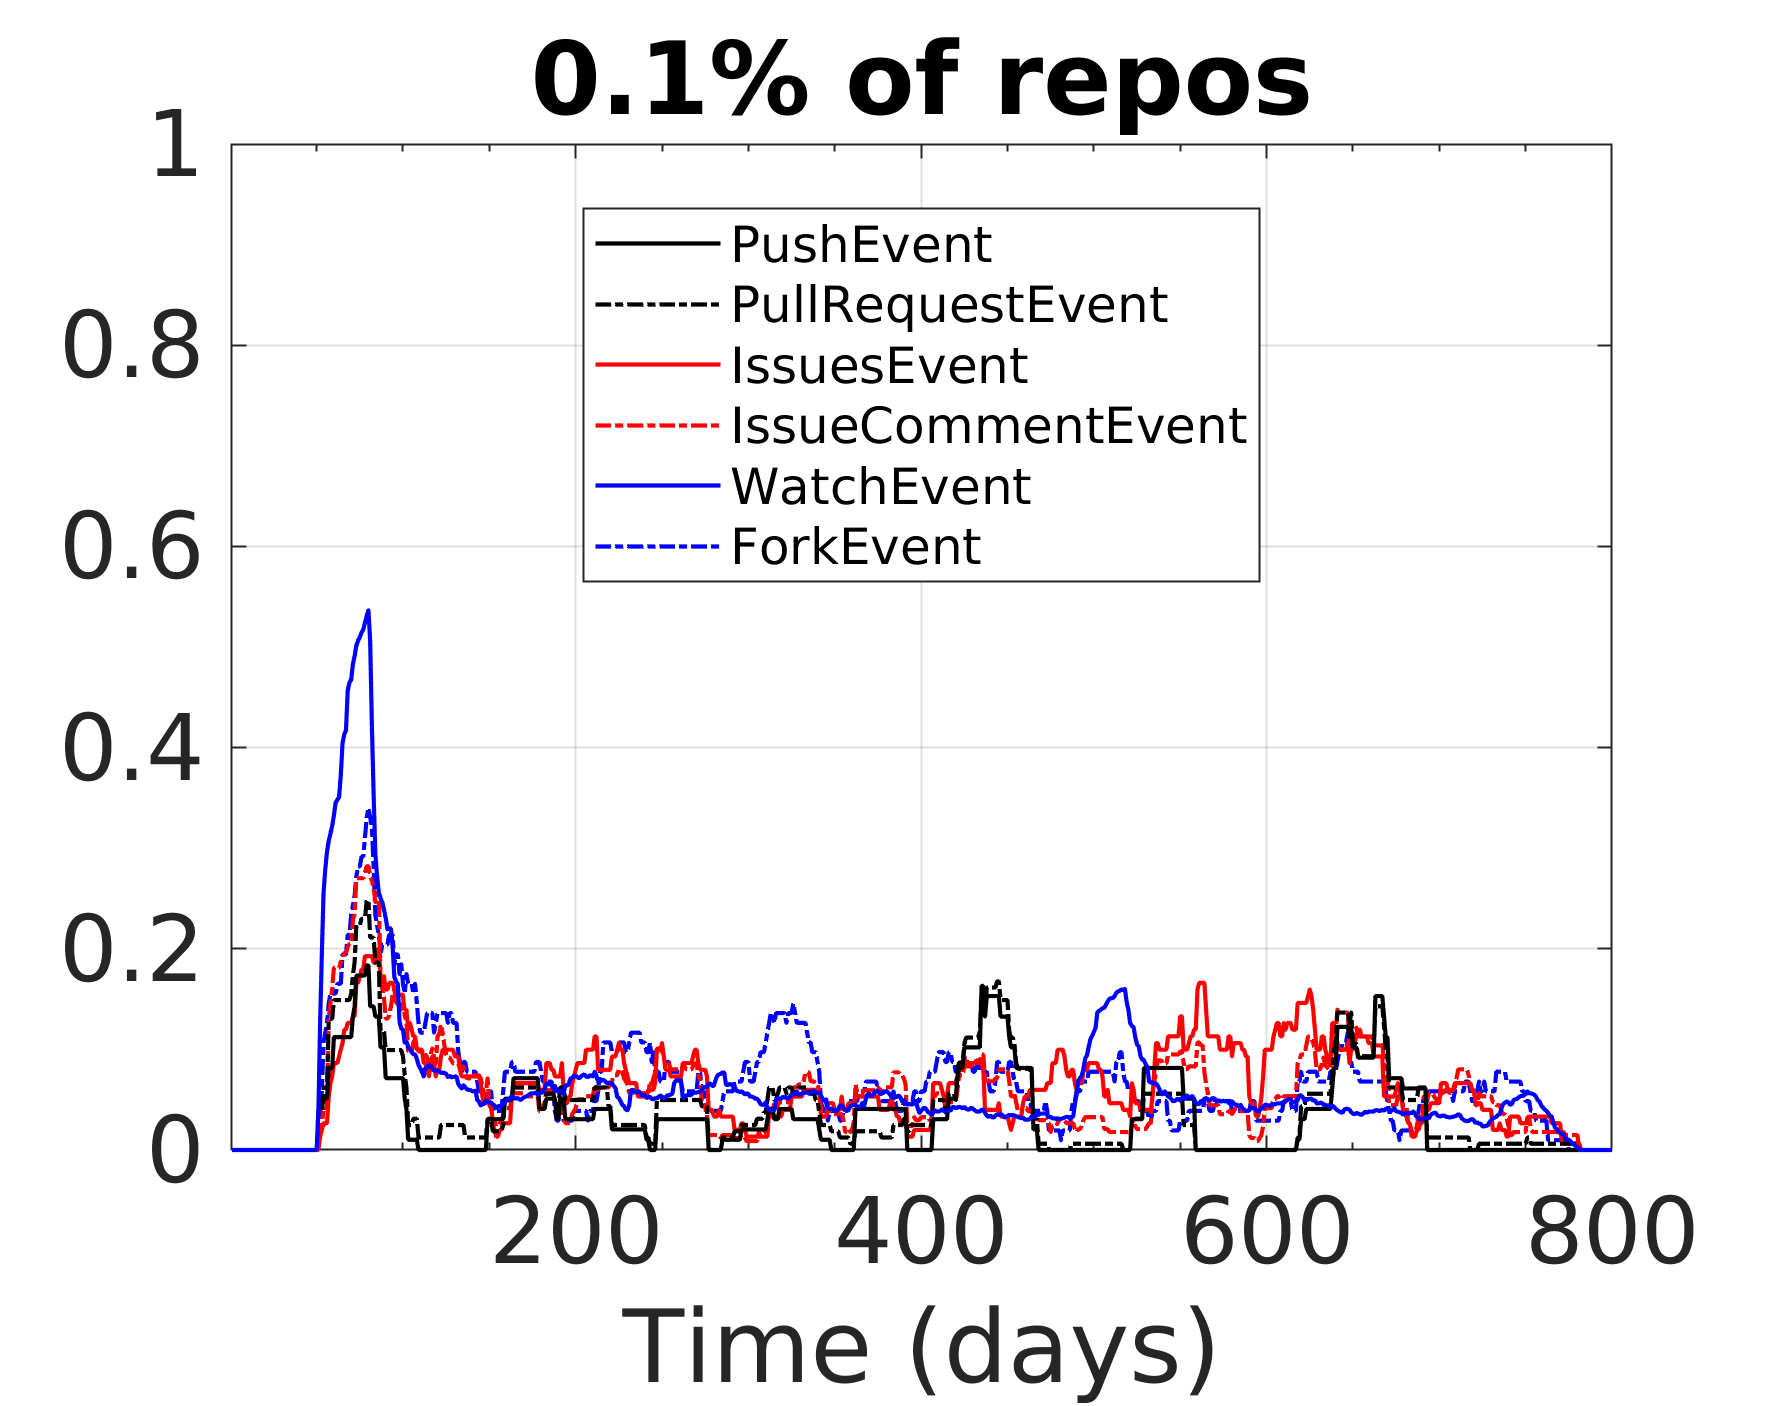 0.1% of repos
1
0.8
0.6
0.4
0.2
0
PushEvent
PullRequestEvent
IssuesEvent
IssueCommentEvent
WatchEvent
ForkEvent
200 400 600 800
Time (days)